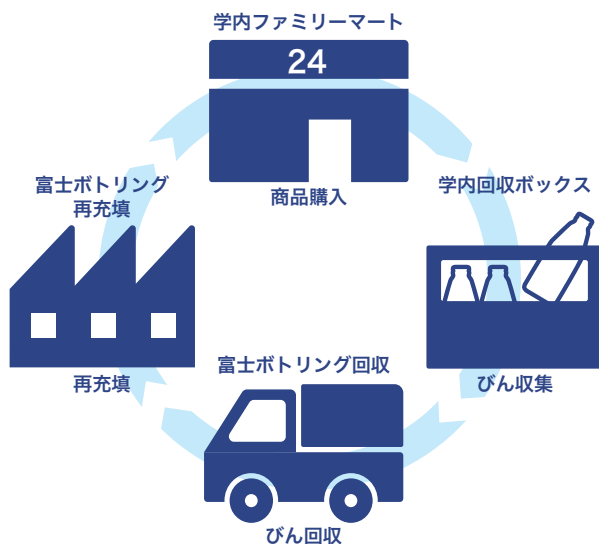 学内ファミリーマート
24
商品購入
学内回収ボックス
びん収集
富士ボトリング回収
びん回収
富士ボトリング
再充填
再充填